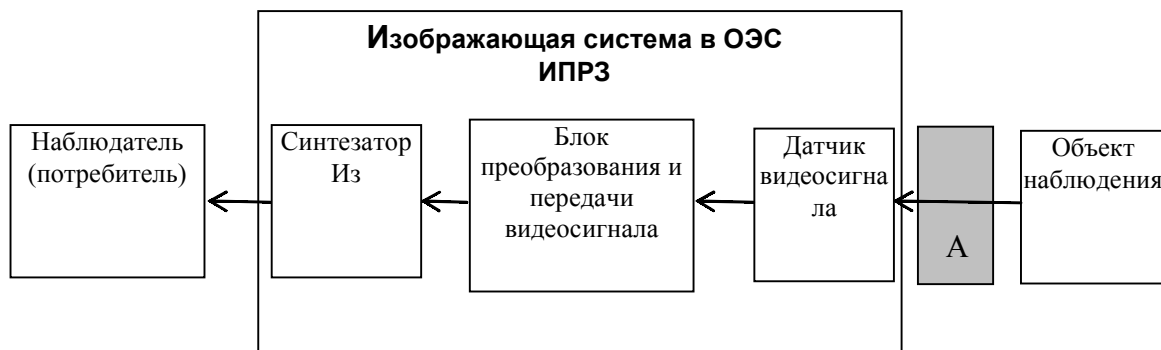 Изображающая система в ОЭС
ИПРЗ
Наблюдатель
(потребитель)
Синтезатор
Из
Блок
преобразования и
передачи
видеосигнала
Датчик
видеосигна
ла
А
Объект
наблюдения